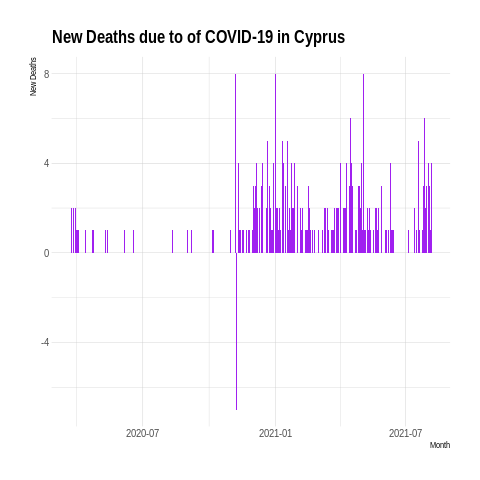 New Deaths due to of COVID-19 in Cyprus
New Deaths
8
4
0
-4
2020-07
2021-01
2021-07
Month